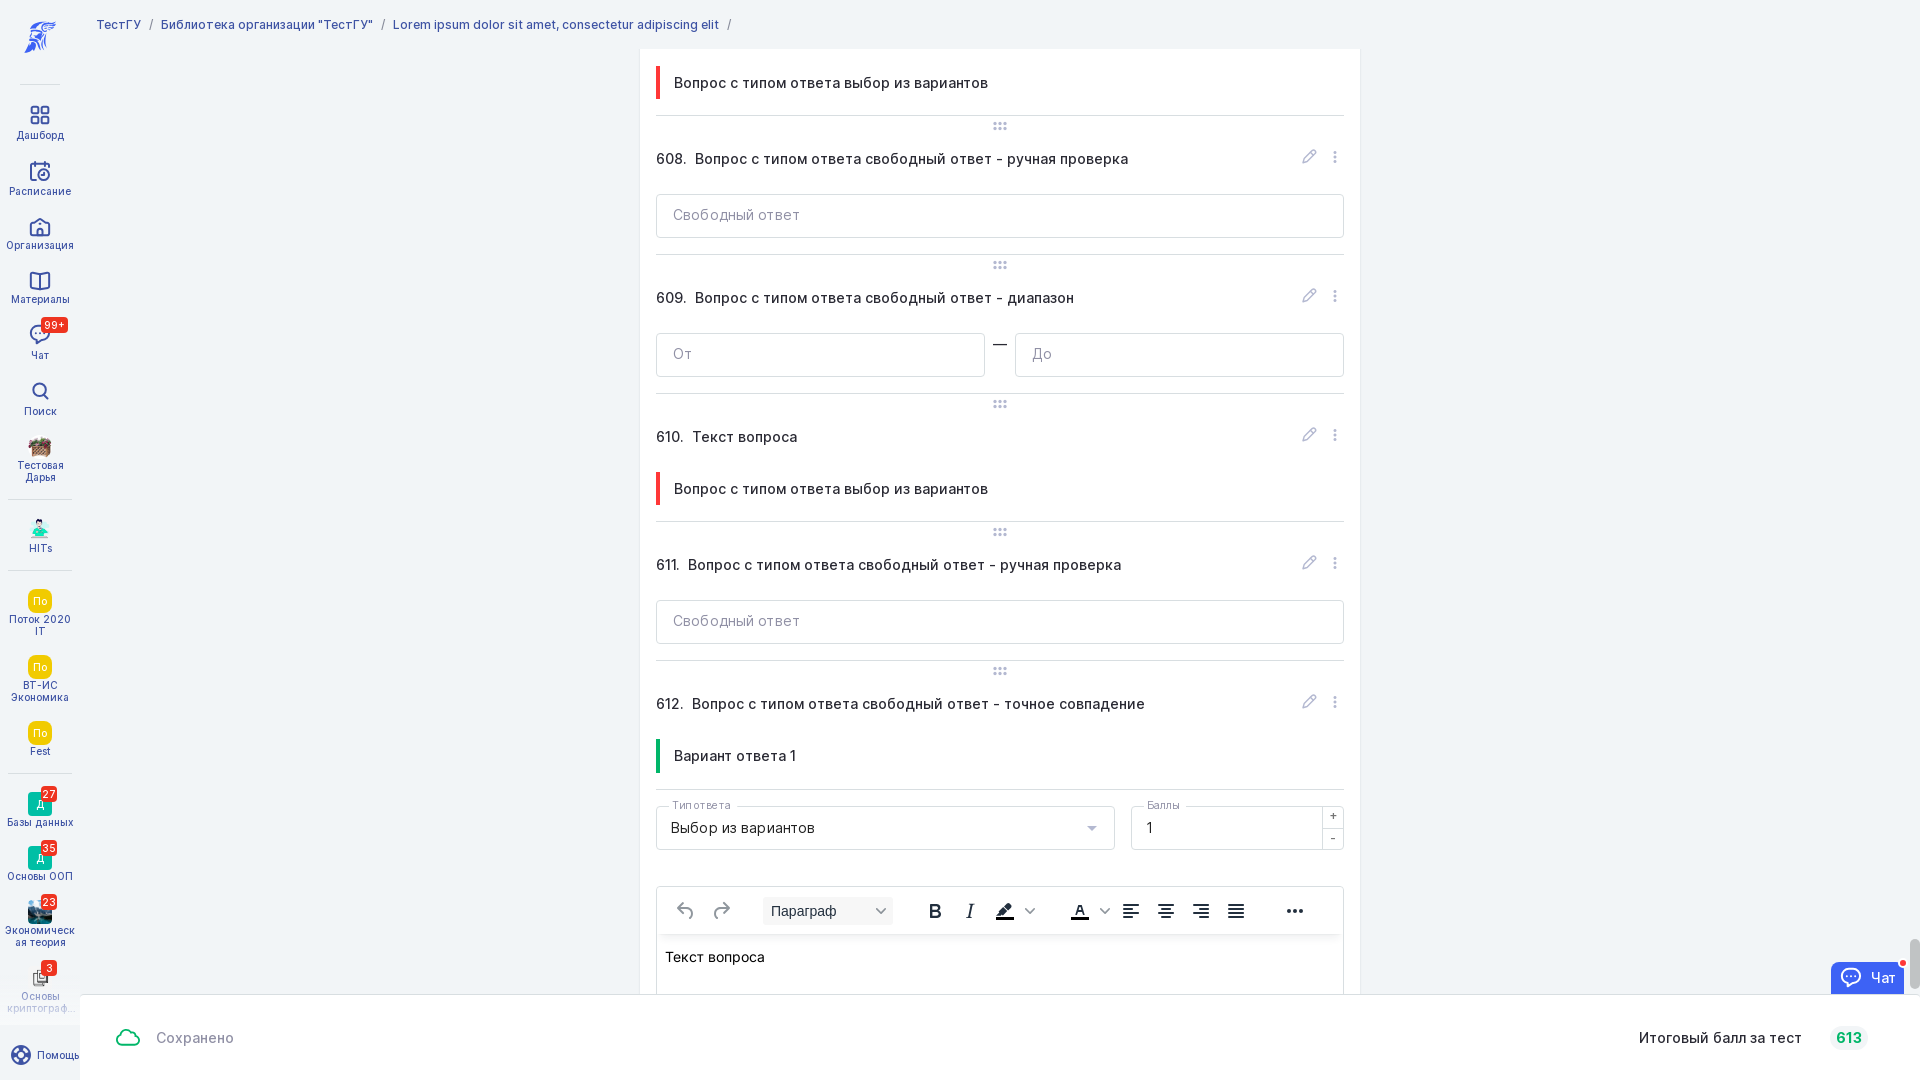 ТестГУ / Библиотека организации "ТестГУ" / Lorem ipsum dolor sit amet, consectetur adipiscing elit /
Дашборд
Расписание
Организация
Материалы
99+
Чат
Поиск
Тестовая
Дарья
HITs
По
Поток 2020
IT
По
ВТ-ИС
Экономика
По
Fest
27
Д
Базы данных
35
Д
Основы ООП
23
Экономическ
ая теория
3
Основы
криптограф...
Помощь
Вопрос с типом ответа выбор из вариантов
608. Вопрос с типом ответа свободный ответ - ручная проверка
Свободный ответ
609. Вопрос с типом ответа свободный ответ - диапазон
От — До
610. Текст вопроса
Вопрос с типом ответа выбор из вариантов
611. Вопрос с типом ответа свободный ответ - ручная проверка
Свободный ответ
612. Вопрос с типом ответа свободный ответ - точное совпадение
Вариант ответа 1
Тип ответа Баллы
Выбор из вариантов 1 + -
Параграф B I A
Текст вопроса
Чат
Сохранено Итоговый балл за тест 613